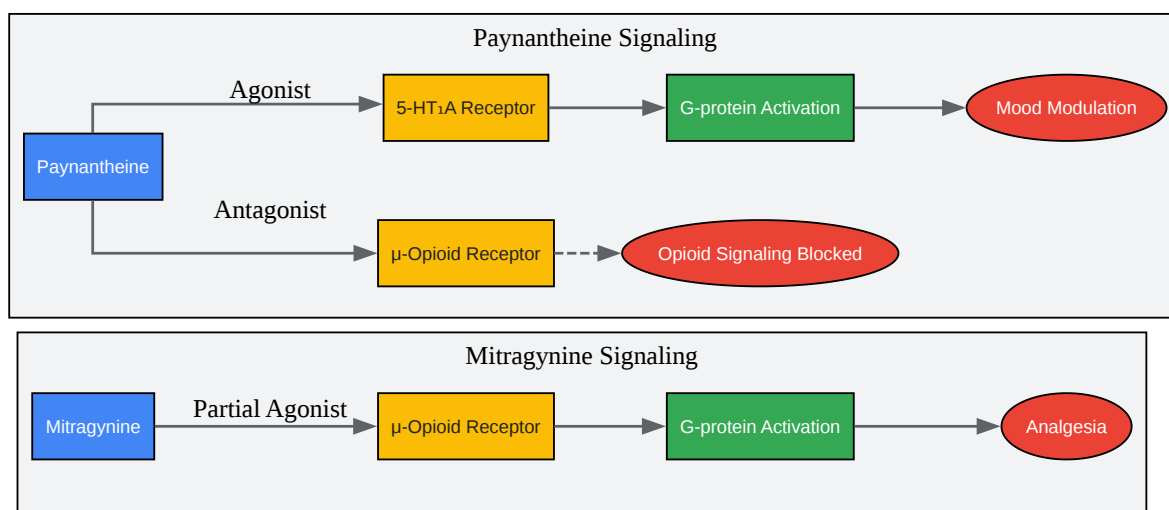 Paynantheine Signaling
Agonist
5-HT₁A Receptor
G-protein Activation
Mood Modulation
Paynantheine
Antagonist
μ-Opioid Receptor
Opioid Signaling Blocked
Mitragynine Signaling
Mitragynine
Partial Agonist
μ-Opioid Receptor
G-protein Activation
Analgesia